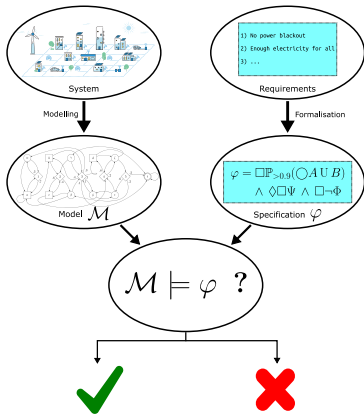 1) No power blackout
2) Enough electricity for all
3) ...
System
Requirements
Modelling
Formalisation
φ = □ℙ>0.9(◯A U B)
∧ ◊□Ψ ∧ □¬Φ
Model ℳ
Specification φ
ℳ ⊨ φ ?